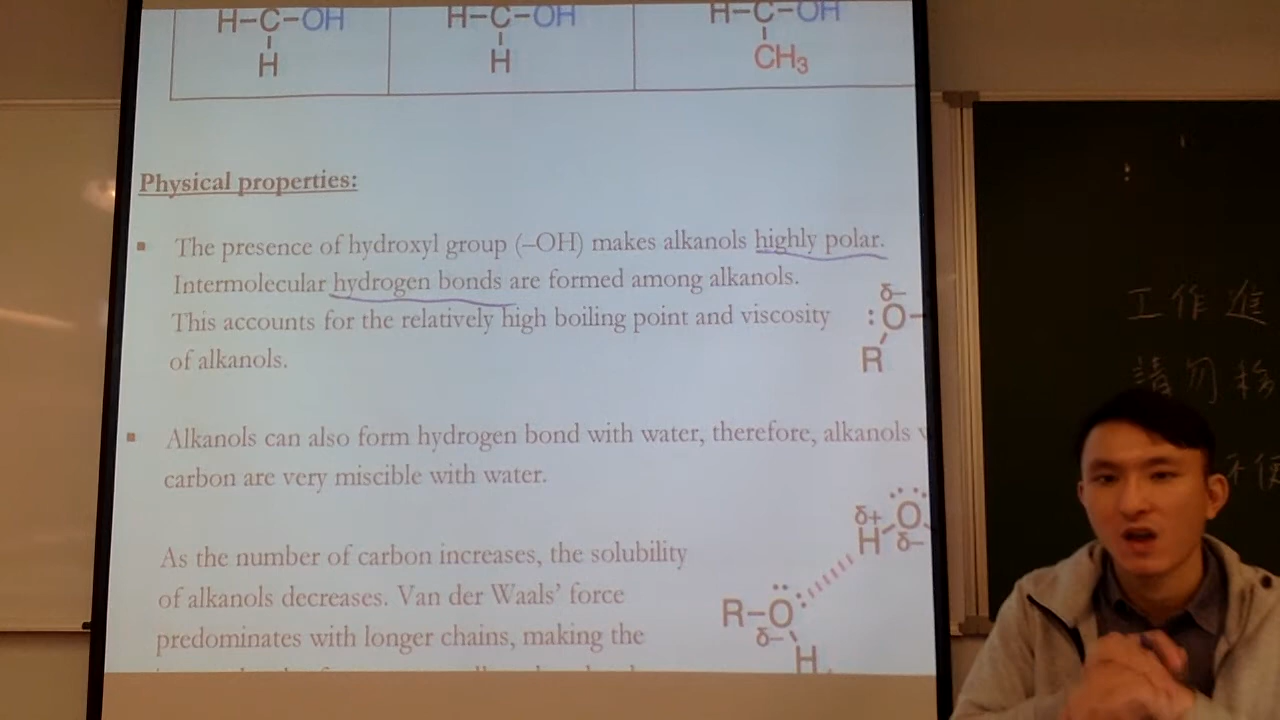 H–C–OH H–C–OH H–C–OH
H H CH₃
Physical properties:
▪ The presence of hydroxyl group (–OH) makes alkanols highly polar.
Intermolecular hydrogen bonds are formed among alkanols.
This accounts for the relatively high boiling point and viscosity
of alkanols.
δ–
:O–
R
▪ Alkanols can also form hydrogen bond with water, therefore, alkanols
carbon are very miscible with water.
As the number of carbon increases, the solubility
of alkanols decreases. Van der Waals’ force
predominates with longer chains, making the
δ+ O
H δ–
R–O:
δ–
H
工作進
請勿
不便